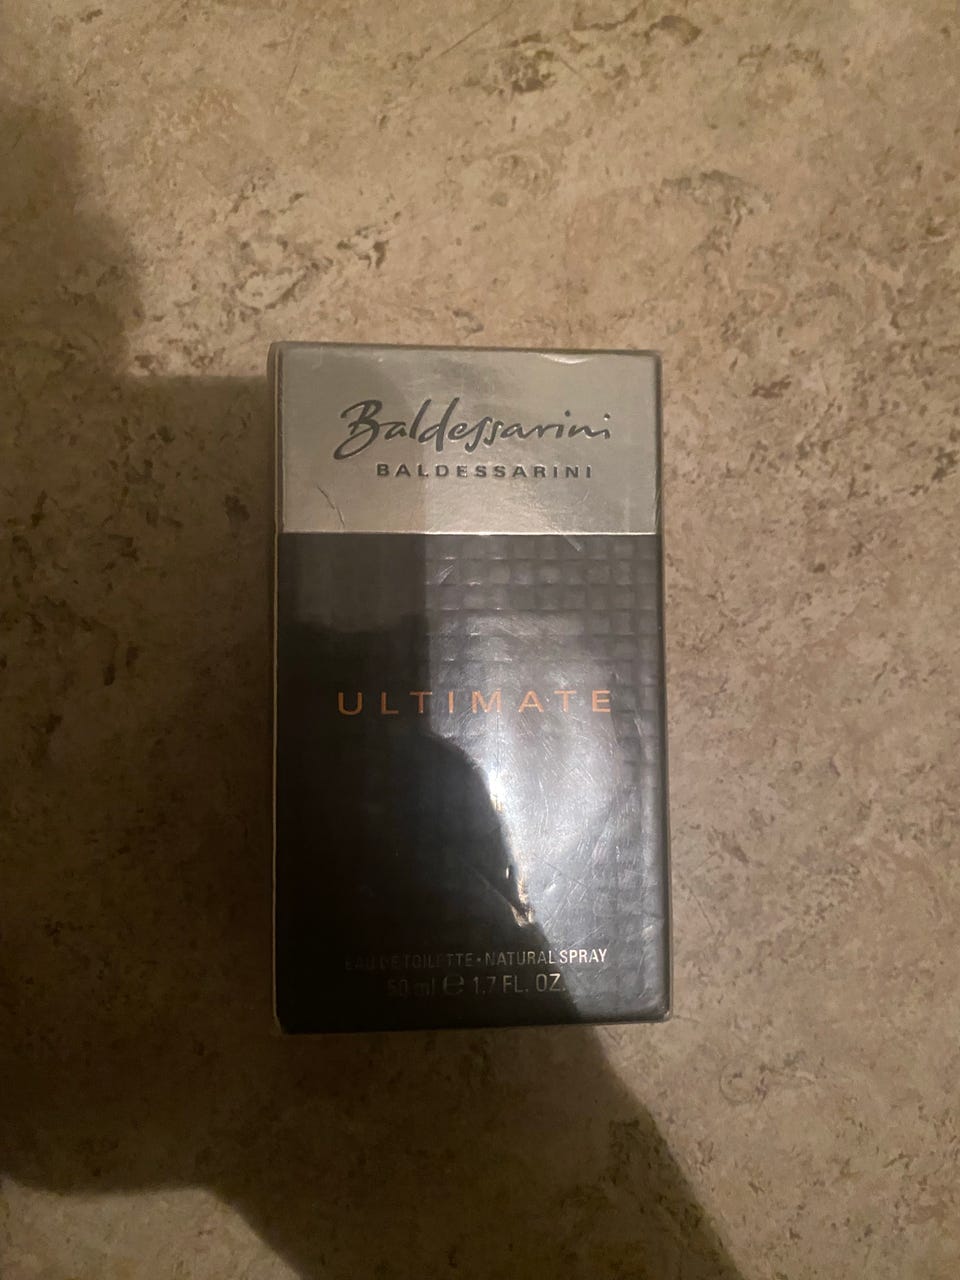 Baldessarini
BALDESSARINI
ULTIMATE
EAU DE TOILETTE • NATURAL SPRAY
50 ml ℮ 1.7 FL. OZ.